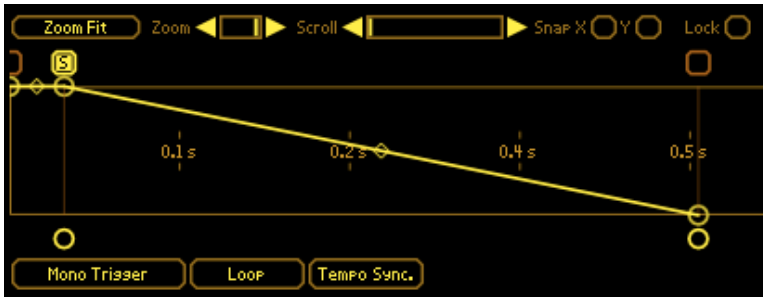 Zoom Fit Zoom Scroll Snap X Y Lock
S
0.1 s 0.2 s 0.4 s 0.5 s
Mono Trigger Loop Tempo Sync.